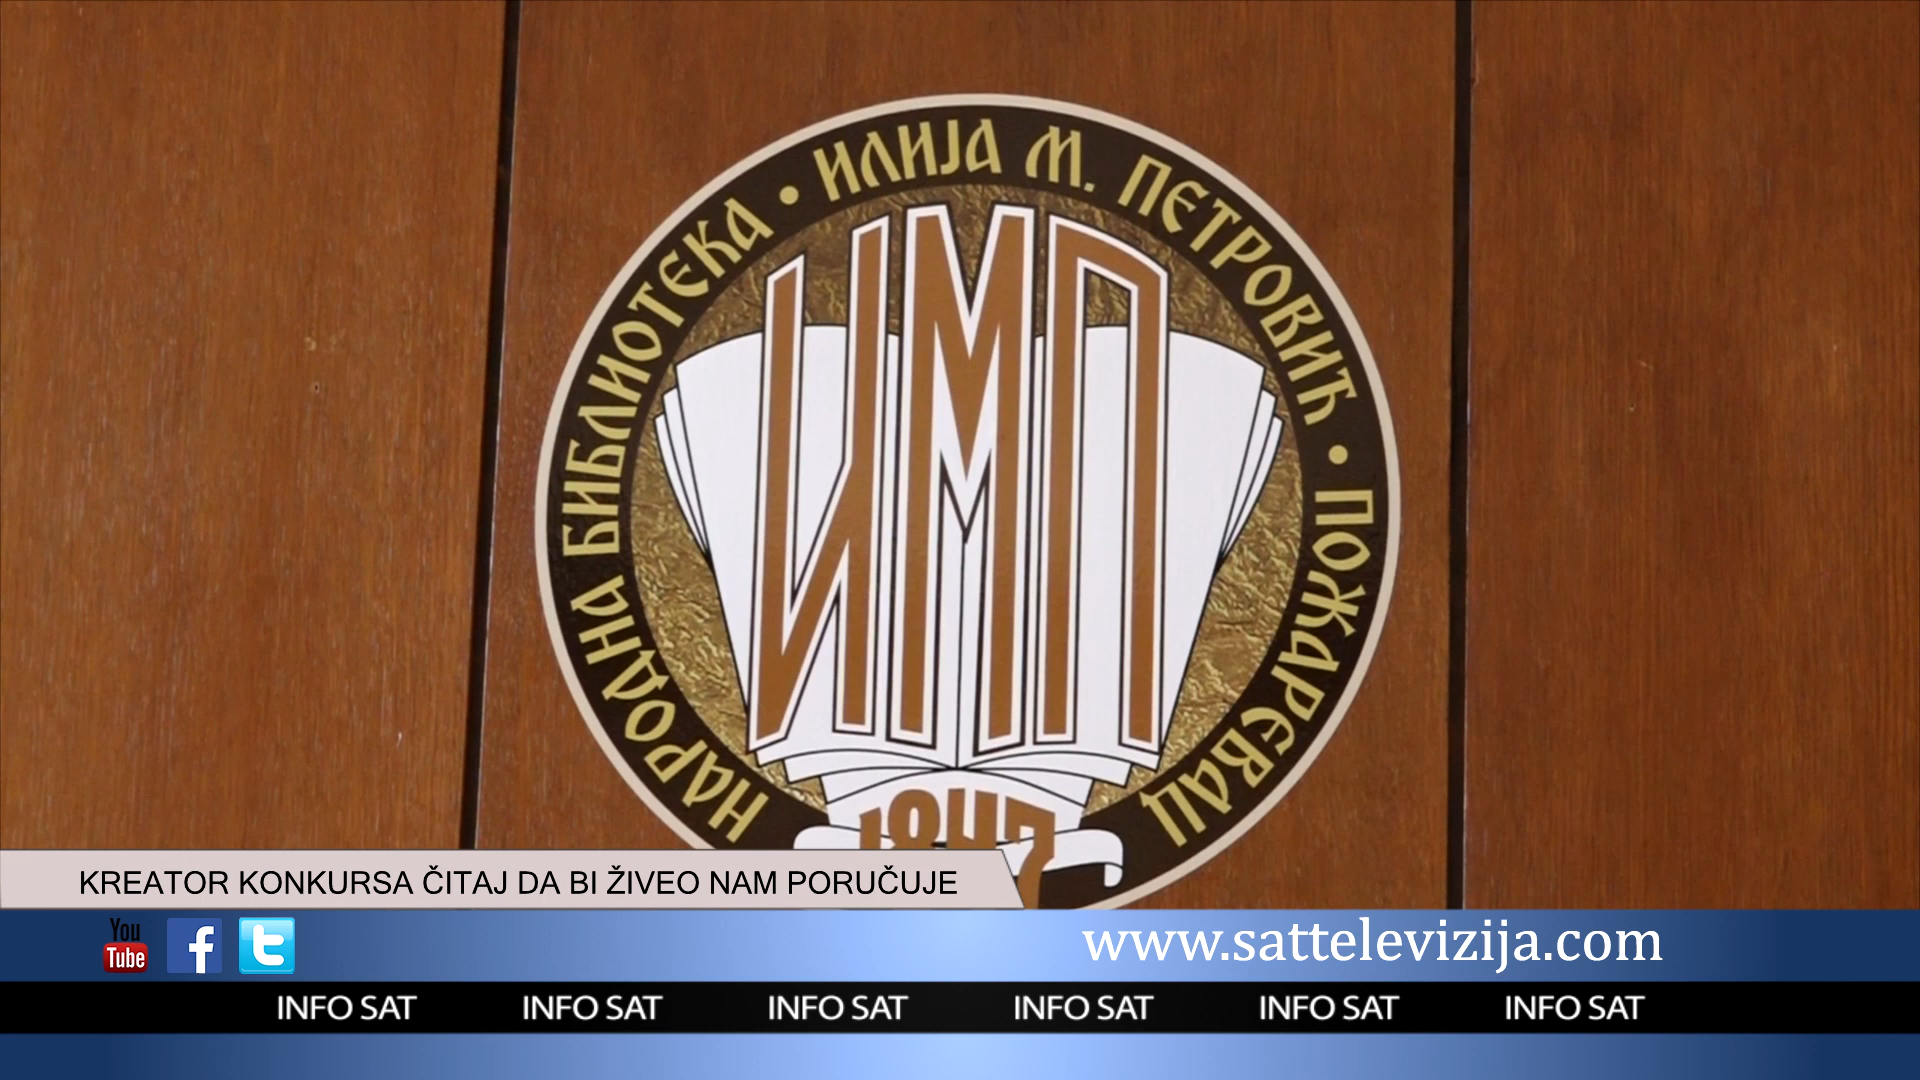 НАРОДНА БИБЛИОТЕКА • ИЛИЈА М. ПЕТРОВИЋ • ПОЖАРЕВАЦ
ИМП
1847
KREATOR KONKURSA ČITAJ DA BI ŽIVEO NAM PORUČUJE
You
Tube
f
t
www.sattelevizija.com
INFO SAT INFO SAT INFO SAT INFO SAT INFO SAT INFO SAT